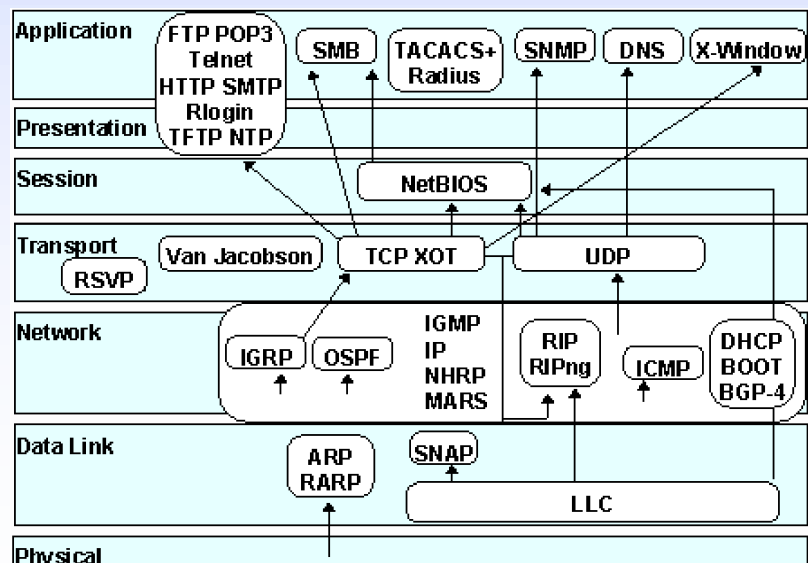 Application
FTP POP3
Telnet
HTTP SMTP
Rlogin
TFTP NTP
SMB
TACACS+
Radius
SNMP
DNS
X-Window
Presentation
Session
NetBIOS
Transport
RSVP
Van Jacobson
TCP XOT
UDP
Network
IGRP
OSPF
IGMP
IP
NHRP
MARS
RIP
RIPng
ICMP
DHCP
BOOT
BGP-4
Data Link
ARP
RARP
SNAP
LLC
Physical